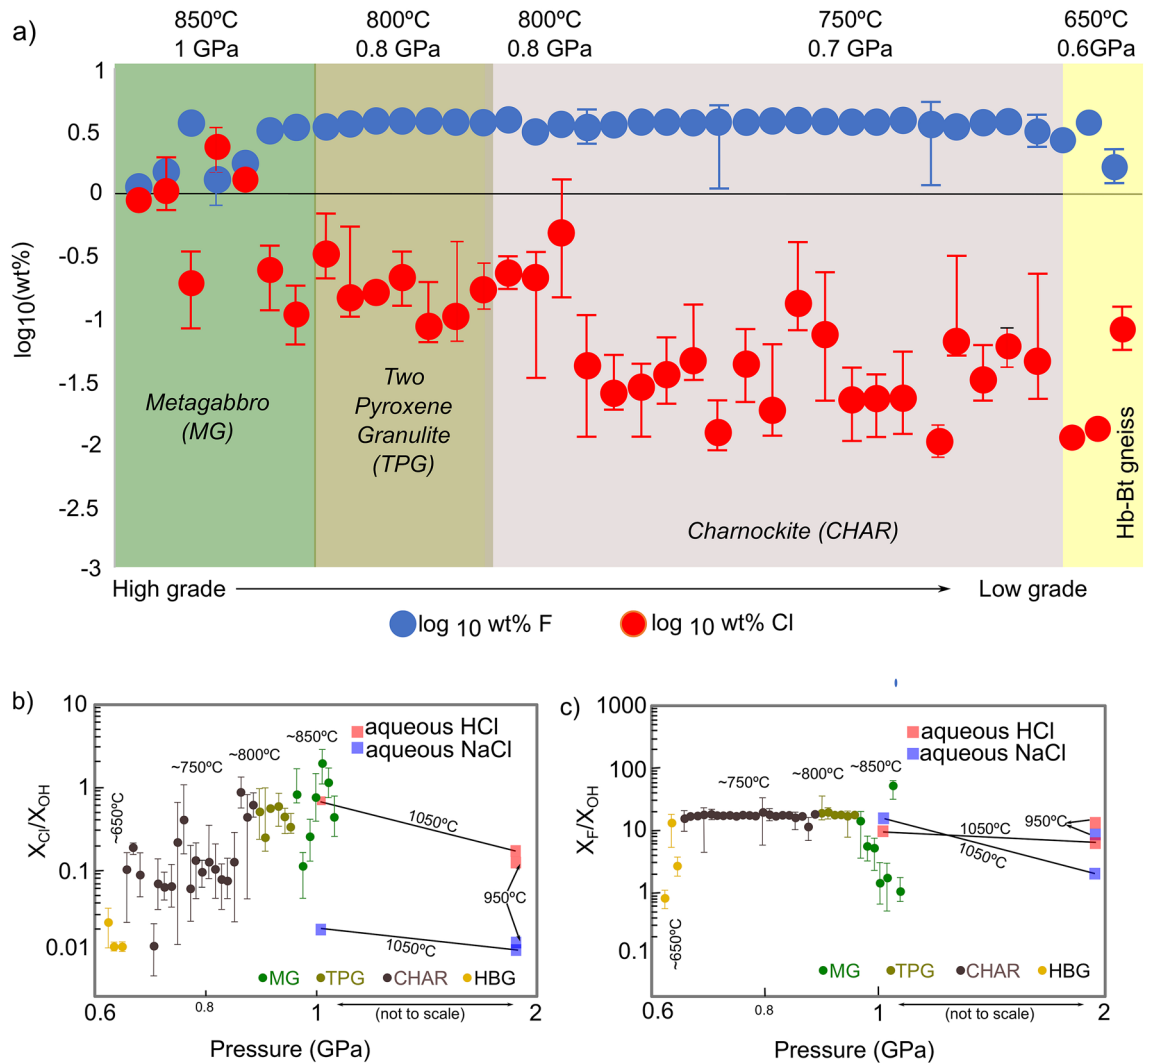 a)
850ºC 800ºC 800ºC 750ºC 650ºC
1 GPa 0.8 GPa 0.8 GPa 0.7 GPa 0.6GPa
1
0.5
0
-0.5
-1
-1.5
-2
-2.5
-3
log10(wt%)
Metagabbro
(MG)
Two
Pyroxene
Granulite
(TPG)
Charnockite (CHAR)
Hb-Bt gneiss
High grade Low grade
log 10 wt% F log 10 wt% Cl
b)
10
1
0.1
0.01
XCl/XOH
aqueous HCl
aqueous NaCl
~650ºC
~750ºC
~800ºC
~850ºC
1050ºC
950ºC
1050ºC
MG TPG CHAR HBG
0.6 0.8 1 (not to scale) 2
Pressure (GPa)
c)
1000
100
10
1
0.1
XF/XOH
aqueous HCl
aqueous NaCl
~650ºC
~750ºC
~800ºC
~850ºC
950ºC
1050ºC
1050ºC
MG TPG CHAR HBG
0.6 0.8 1 (not to scale) 2
Pressure (GPa)